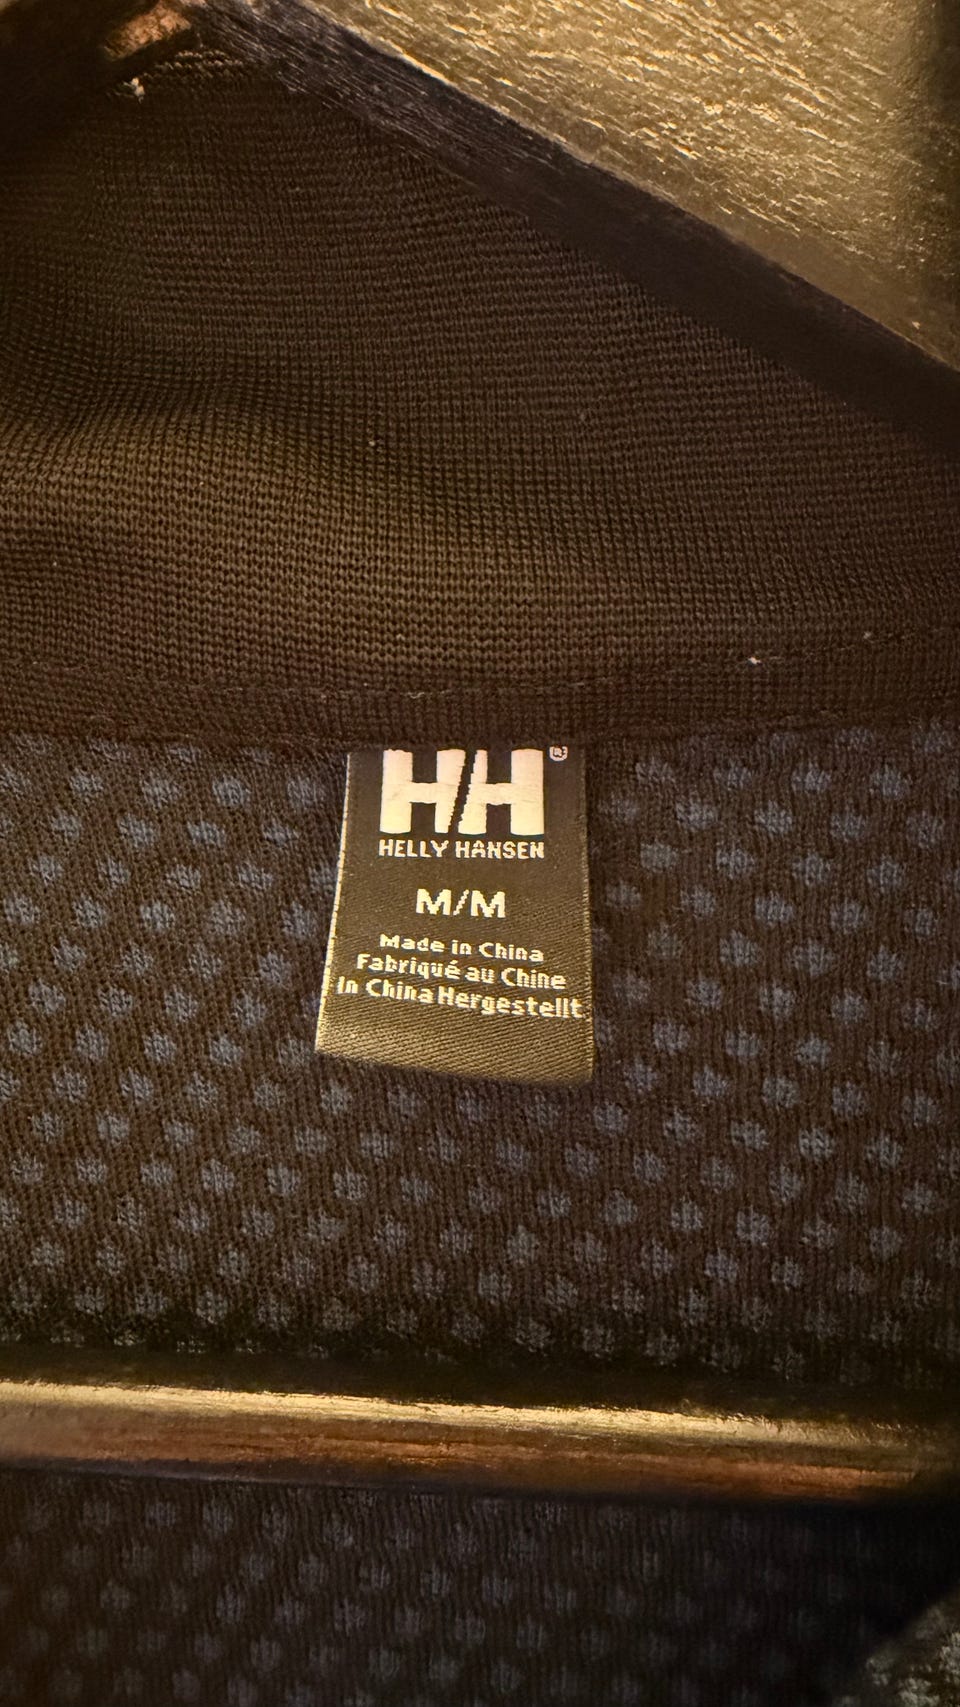 HH®
HELLY HANSEN
M/M
Made in China
Fabriqué au Chine
In China Hergestellt